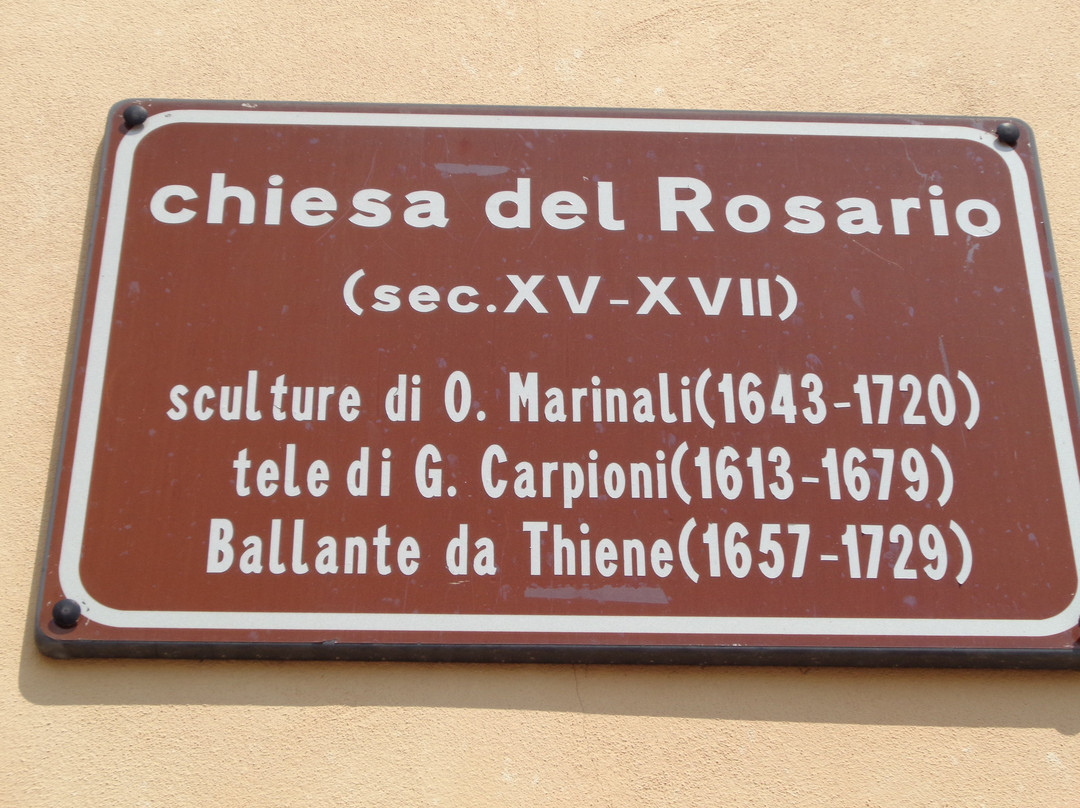 chiesa del Rosario
(sec.XV-XVII)
sculture di O. Marinali(1643-1720)
tele di G. Carpioni(1613-1679)
Ballante da Thiene(1657-1729)